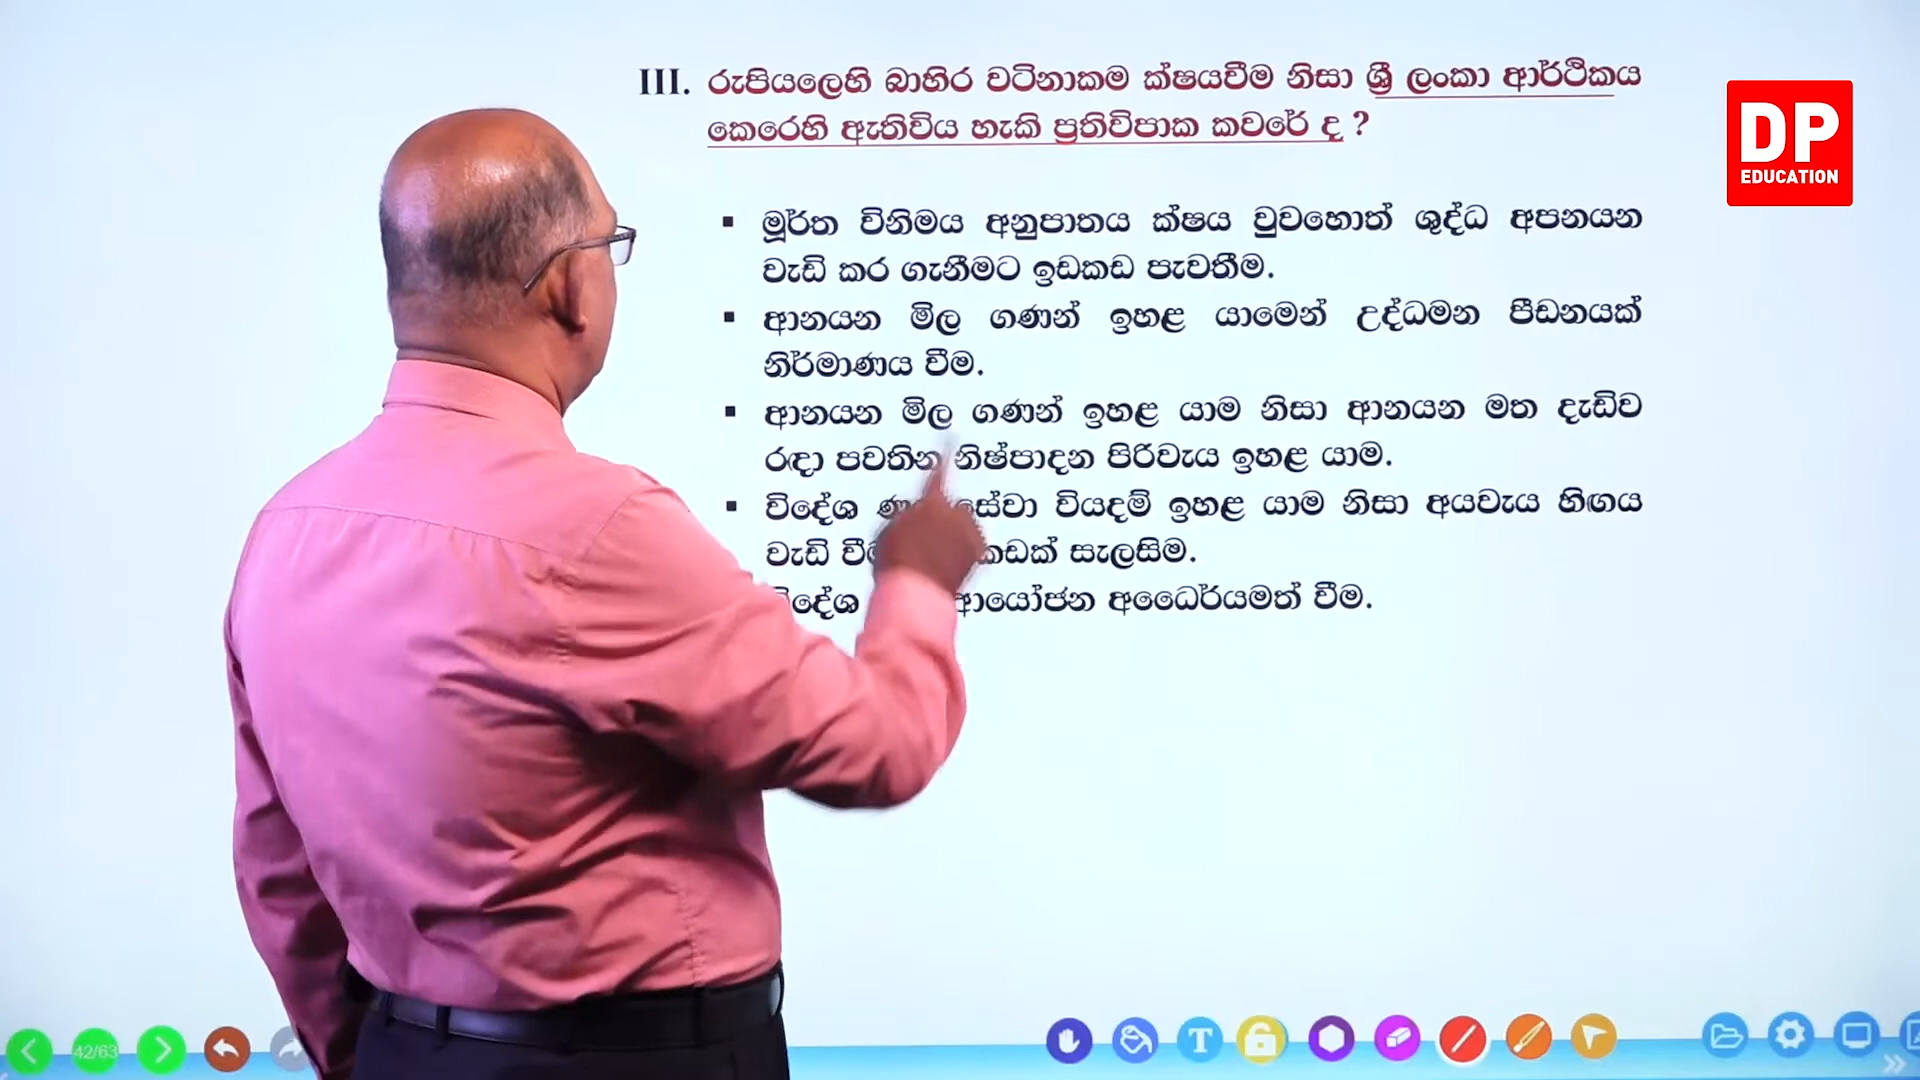 III. රුපියලෙහි බාහිර වටිනාකම ක්ෂයවීම නිසා ශ්‍රී ලංකා ආර්ථිකය
කෙරෙහි ඇතිවිය හැකි ප්‍රතිවිපාක කවරේ ද ?
DP
EDUCATION
▪ මූර්ත විනිමය අනුපාතය ක්ෂය වුවහොත් ශුද්ධ අපනයන
වැඩි කර ගැනීමට ඉඩකඩ පැවතීම.
▪ ආනයන මිල ගණන් ඉහළ යාමෙන් උද්ධමන පීඩනයක්
නිර්මාණය වීම.
▪ ආනයන මිල ගණන් ඉහළ යාම නිසා ආනයන මත දැඩිව
රඳා පවතින නිෂ්පාදන පිරිවැය ඉහළ යාම.
▪ විදේශ සේවා වියදම් ඉහළ යාම නිසා අයවැය හිඟය
වැඩි සැලසිම.
ආයෝජන අධෛර්යමත් වීම.
42/63
T